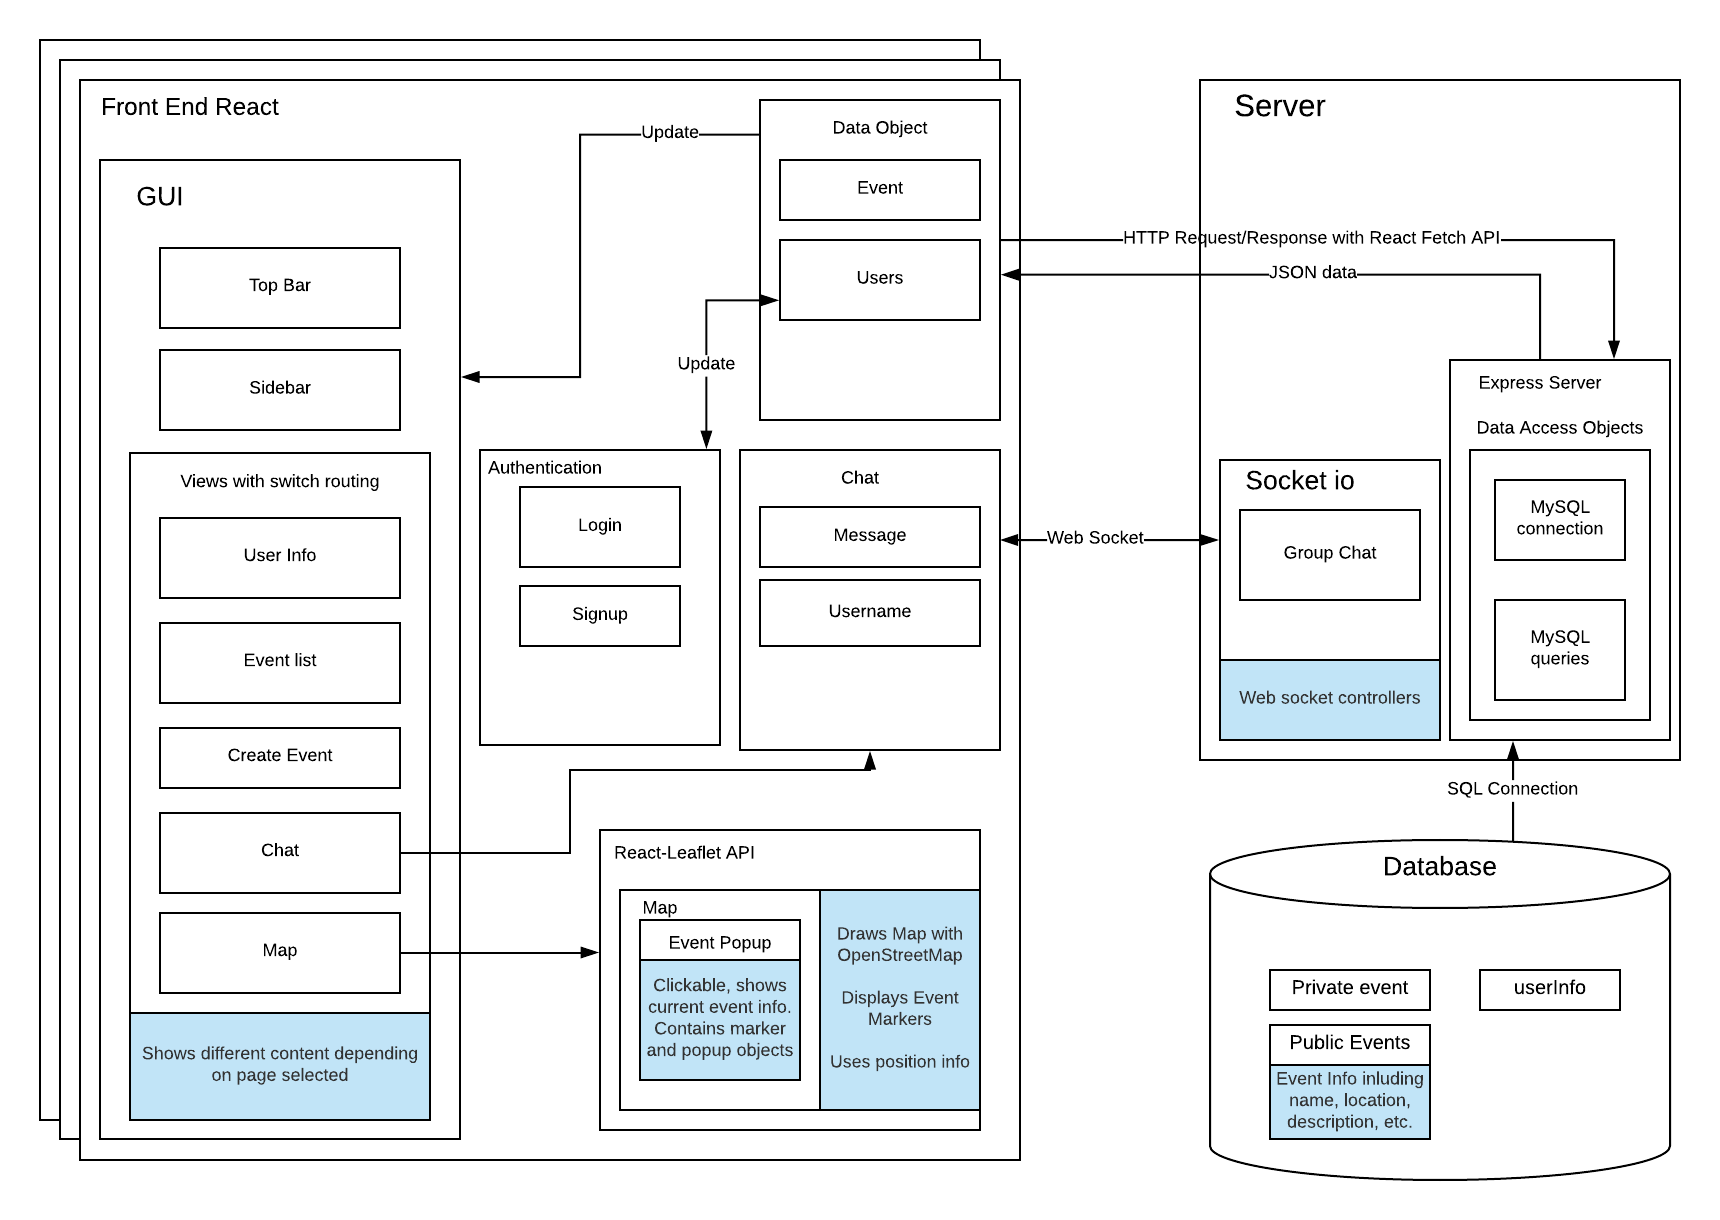 Front End React
GUI
Top Bar
Sidebar
Views with switch routing
User Info
Event list
Create Event
Chat
Map
Shows different content depending
on page selected
Update
Data Object
Event
Users
Update
Authentication
Login
Signup
Chat
Message
Username
React-Leaflet API
Map
Event Popup
Clickable, shows
current event info.
Contains marker
and popup objects
Draws Map with
OpenStreetMap
Displays Event
Markers
Uses position info
HTTP Request/Response with React Fetch API
JSON data
Web Socket
Server
Socket io
Group Chat
Web socket controllers
Express Server
Data Access Objects
MySQL
connection
MySQL
queries
SQL Connection
Database
Private event
userInfo
Public Events
Event Info inluding
name, location,
description, etc.